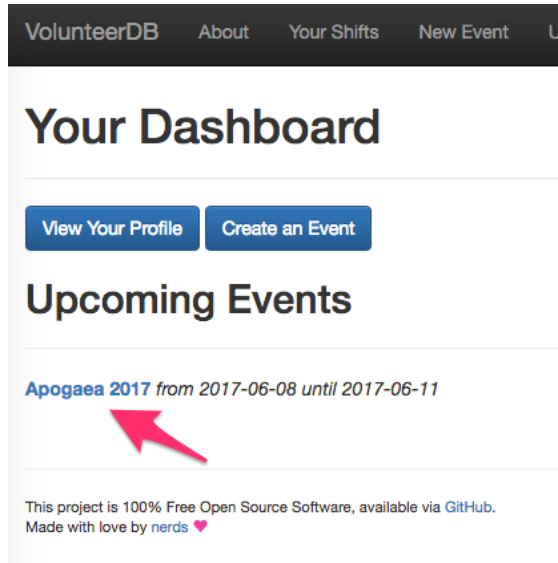 VolunteerDB About Your Shifts New Event
Your Dashboard
View Your Profile Create an Event
Upcoming Events
Apogaea 2017 from 2017-06-08 until 2017-06-11
This project is 100% Free Open Source Software, available via GitHub.
Made with love by nerds